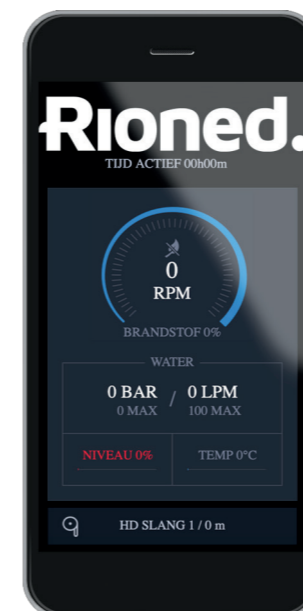 Rioned.
TIJD ACTIEF 00h00m
0
RPM
BRANDSTOF 0%
WATER
0 BAR / 0 LPM
0 MAX 100 MAX
NIVEAU 0% TEMP 0°C
HD SLANG 1 / 0 m